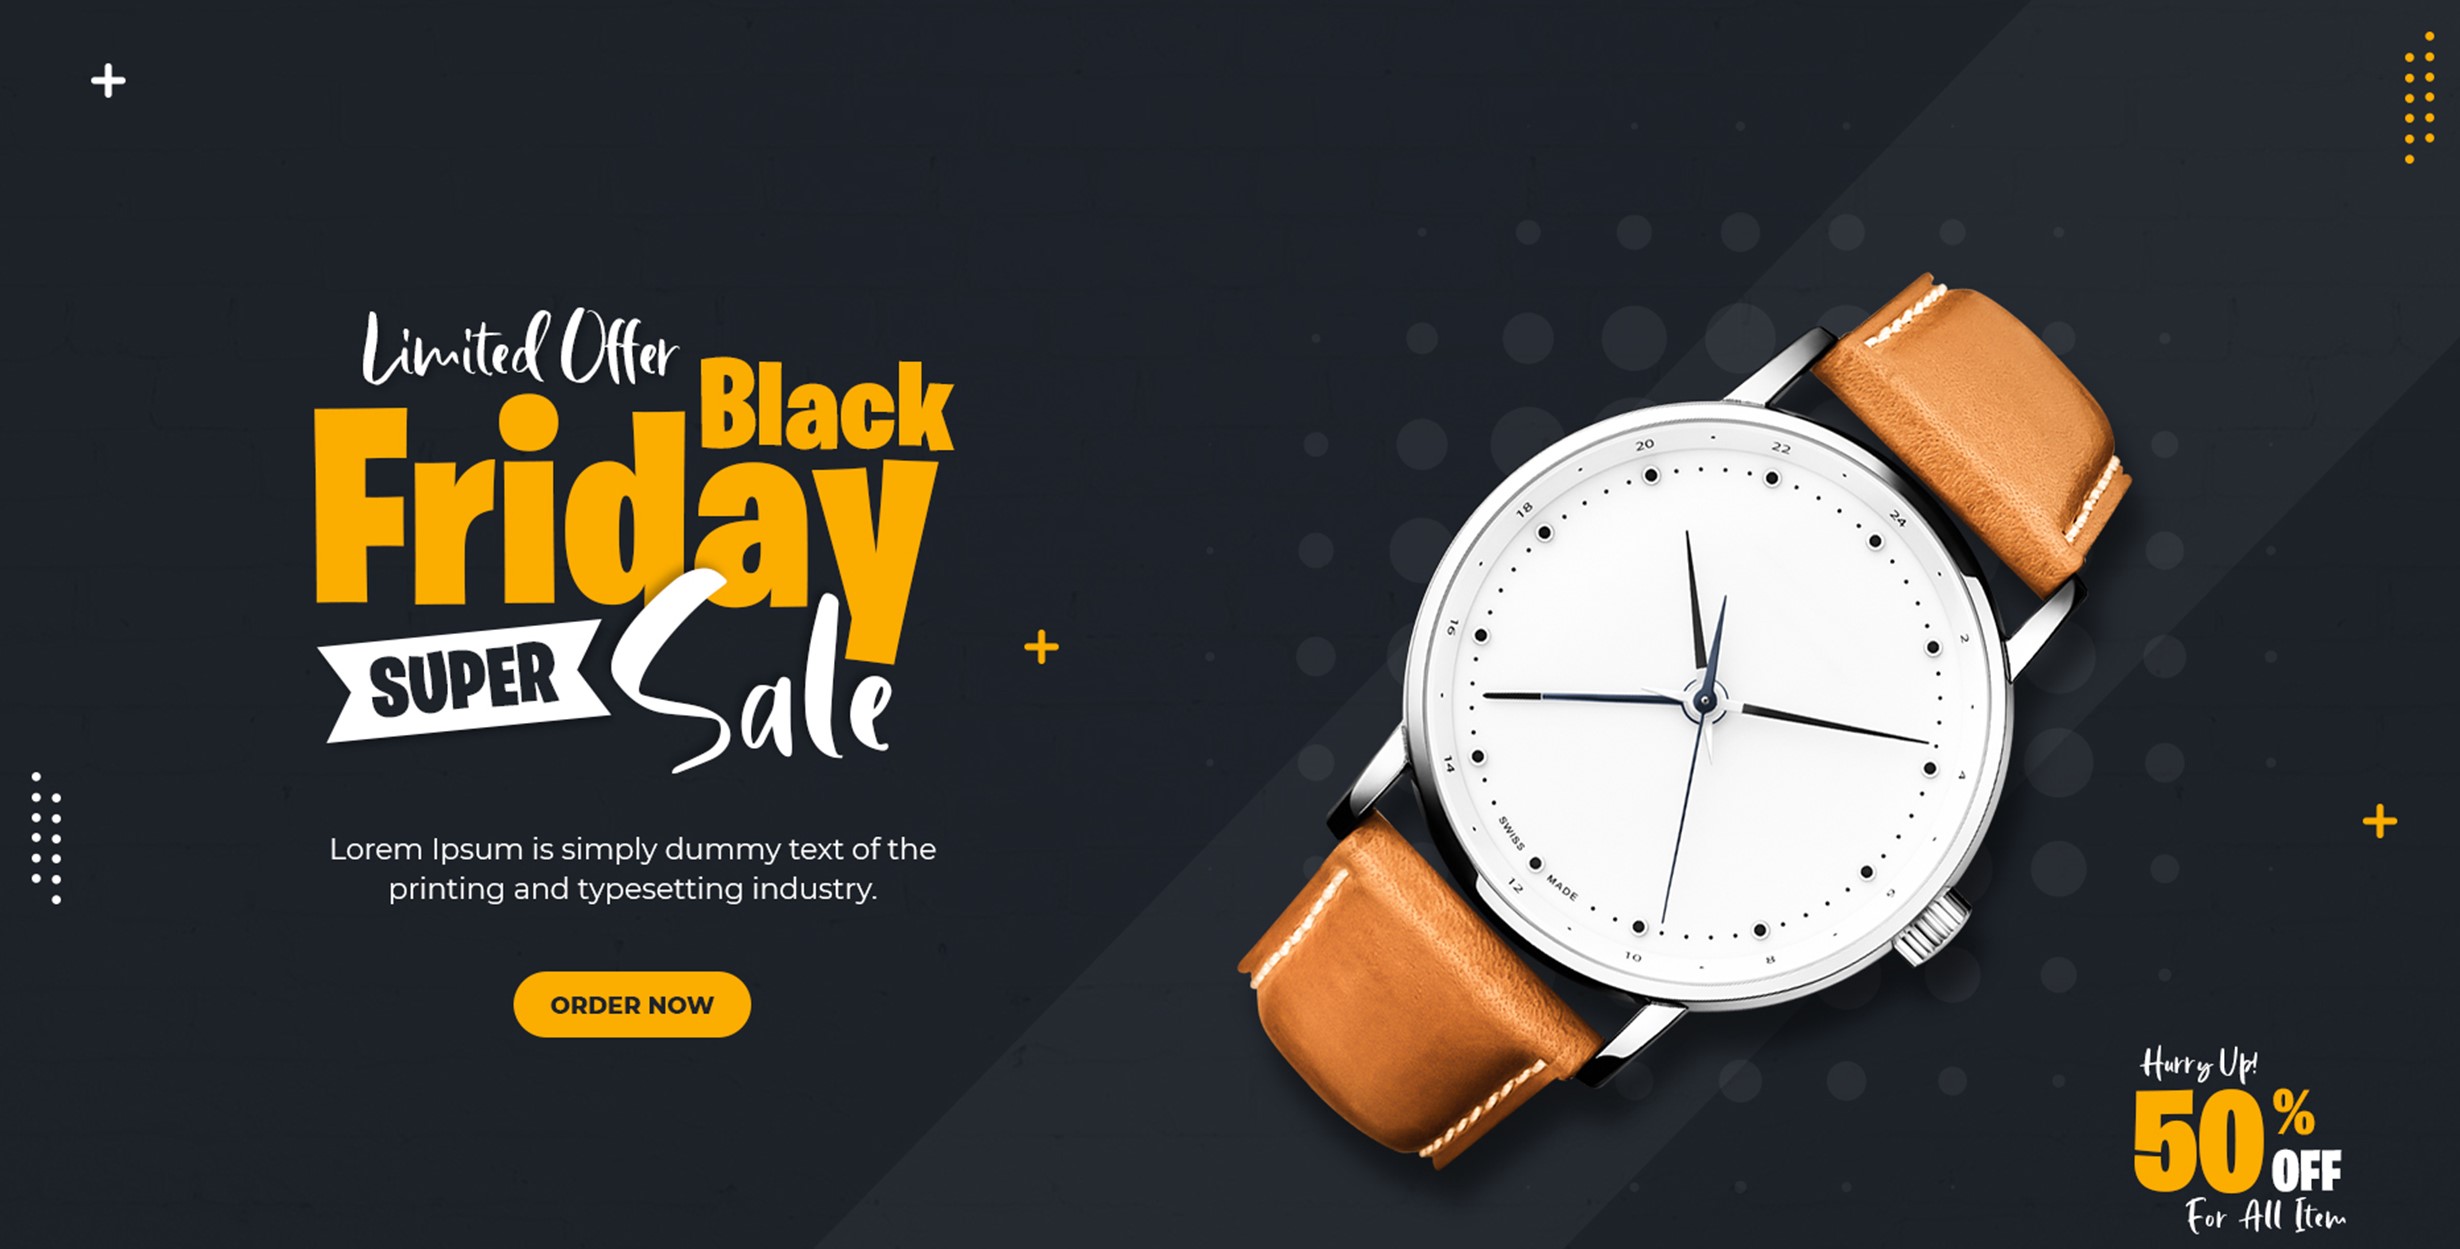 Limited Offer
Black
Friday
SUPER
Sale
Lorem Ipsum is simply dummy text of the
printing and typesetting industry.
ORDER NOW
20
22
18
24
16
2
14
4
SWISS
MADE
12
6
10
8
Hurry Up!
50%
OFF
For All Item